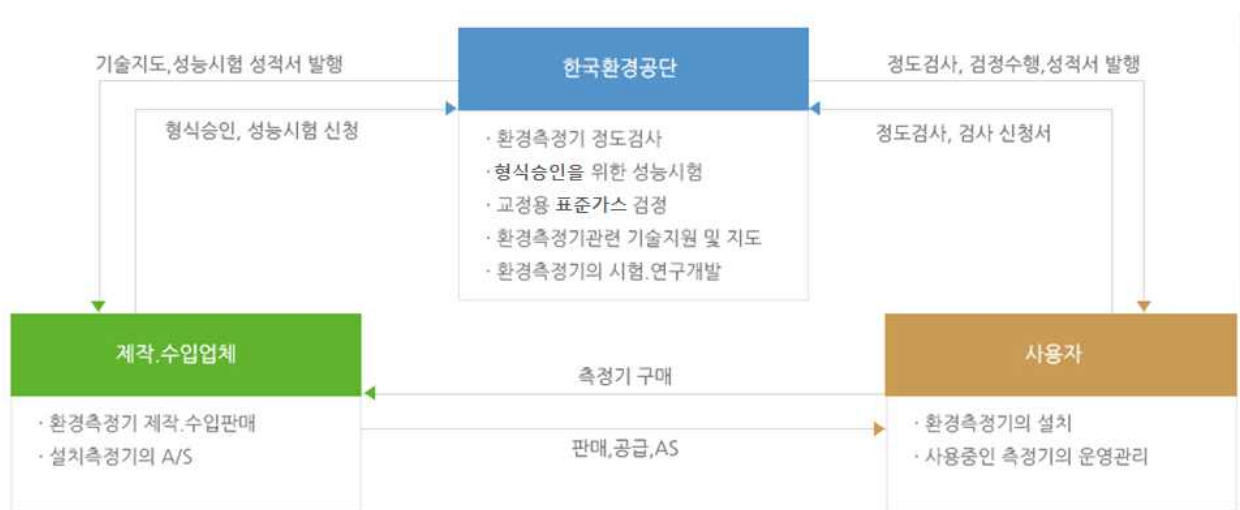 기술지도,성능시험 성적서 발행
한국환경공단
정도검사, 검정수행,성적서 발행
형식승인, 성능시험 신청
정도검사, 검사 신청서
· 환경측정기 정도검사
· 형식승인을 위한 성능시험
· 교정용 표준가스 검정
· 환경측정기관련 기술지원 및 지도
· 환경측정기의 시험.연구개발
제작.수입업체
사용자
측정기 구매
· 환경측정기 제작.수입판매
· 설치측정기의 A/S
판매,공급,AS
· 환경측정기의 설치
· 사용중인 측정기의 운영관리